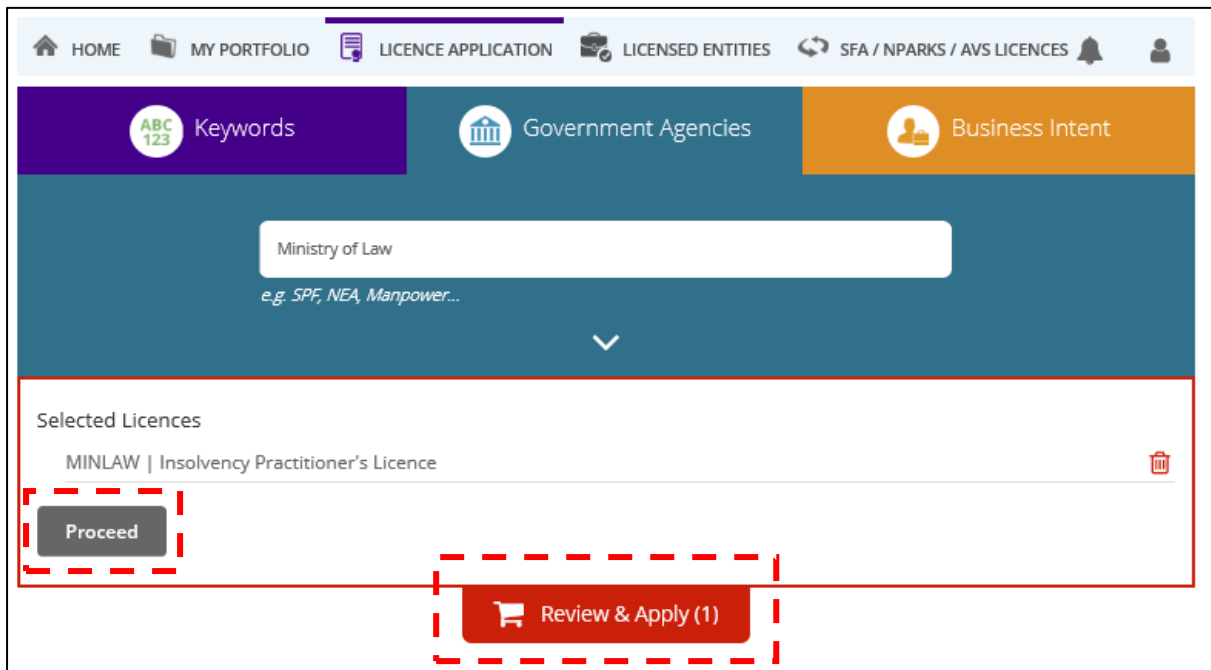 HOME MY PORTFOLIO LICENCE APPLICATION LICENSED ENTITIES SFA / NPARKS / AVS LICENCES
ABC
123
Keywords
Government Agencies
Business Intent
Ministry of Law
e.g. SPF, NEA, Manpower...
Selected Licences
MINLAW | Insolvency Practitioner's Licence
Proceed
Review & Apply (1)